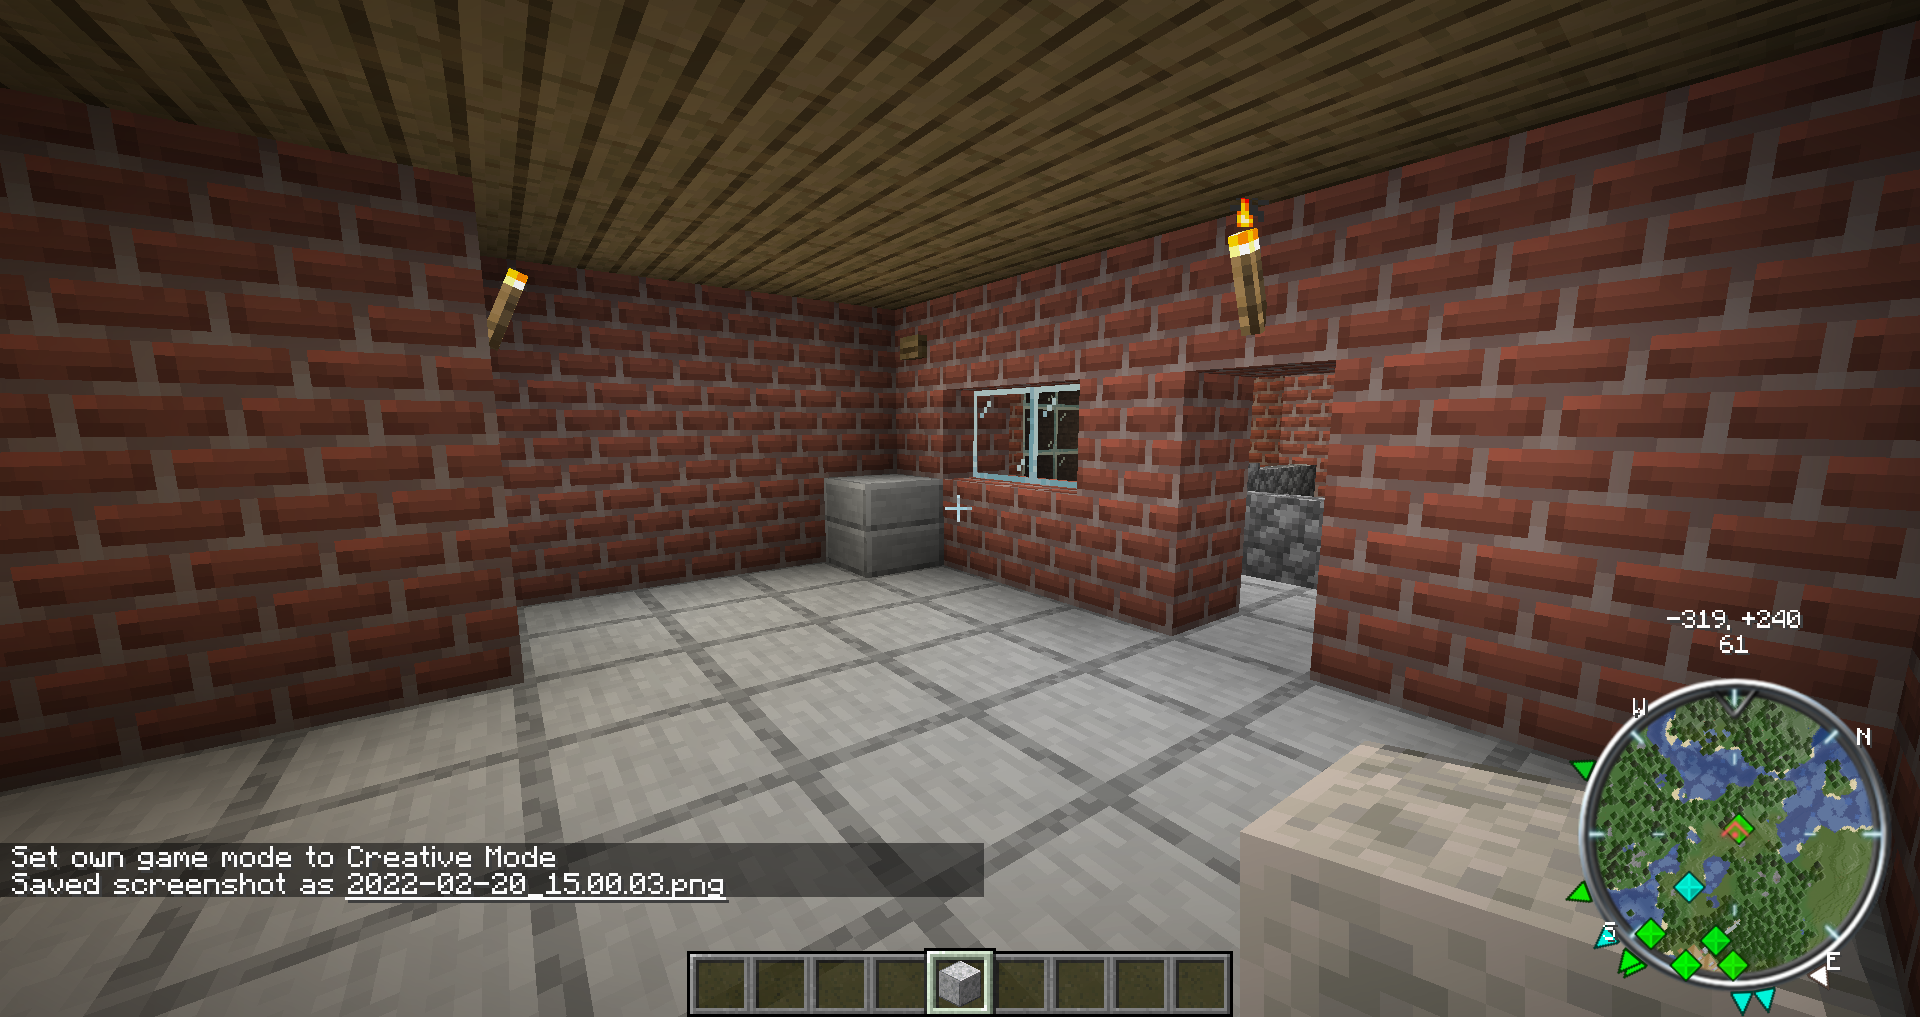 -319, +240
61
W
N
S
E
Set own game mode to Creative Mode
Saved screenshot as 2022-02-20_15.00.03.png